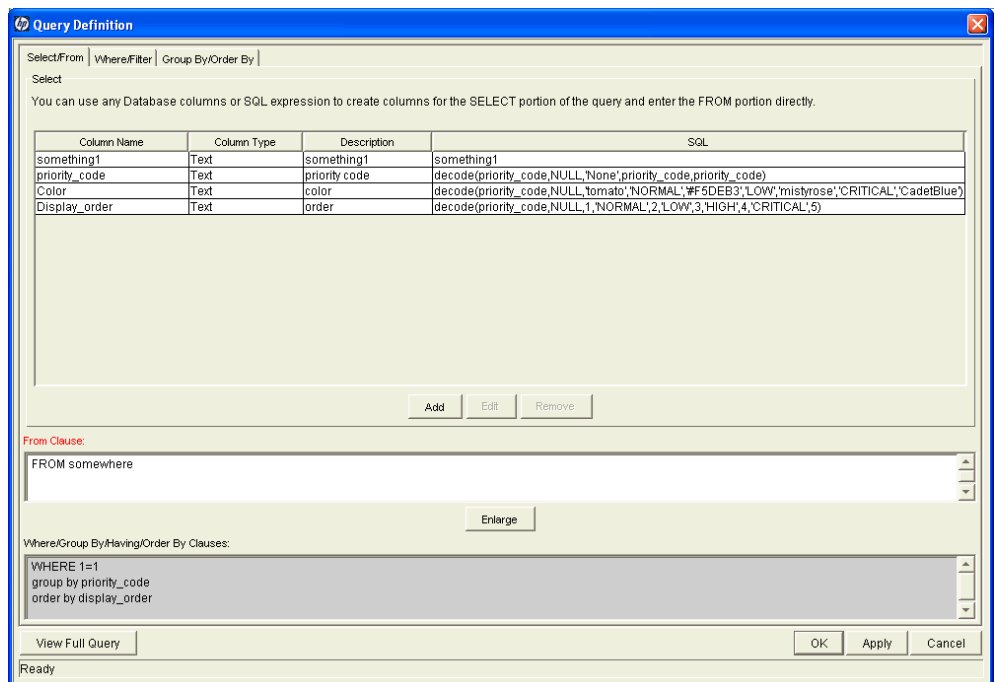 hp Query Definition
Select/From Where/Filter Group By/Order By
Select
You can use any Database columns or SQL expression to create columns for the SELECT portion of the query and enter the FROM portion directly.
Column Name Column Type Description SQL
something1 Text something1 something1
priority_code Text priority code decode(priority_code,NULL,'None',priority_code,priority_code)
Color Text color decode(priority_code,NULL,'tomato','NORMAL','#F5DEB3','LOW','mistyrose','CRITICAL','CadetBlue')
Display_order Text order decode(priority_code,NULL,1,'NORMAL',2,'LOW',3,'HIGH',4,'CRITICAL',5)
Add Edit Remove
From Clause:
FROM somewhere
Enlarge
Where/Group By/Having/Order By Clauses:
WHERE 1=1
group by priority_code
order by display_order
View Full Query OK Apply Cancel
Ready